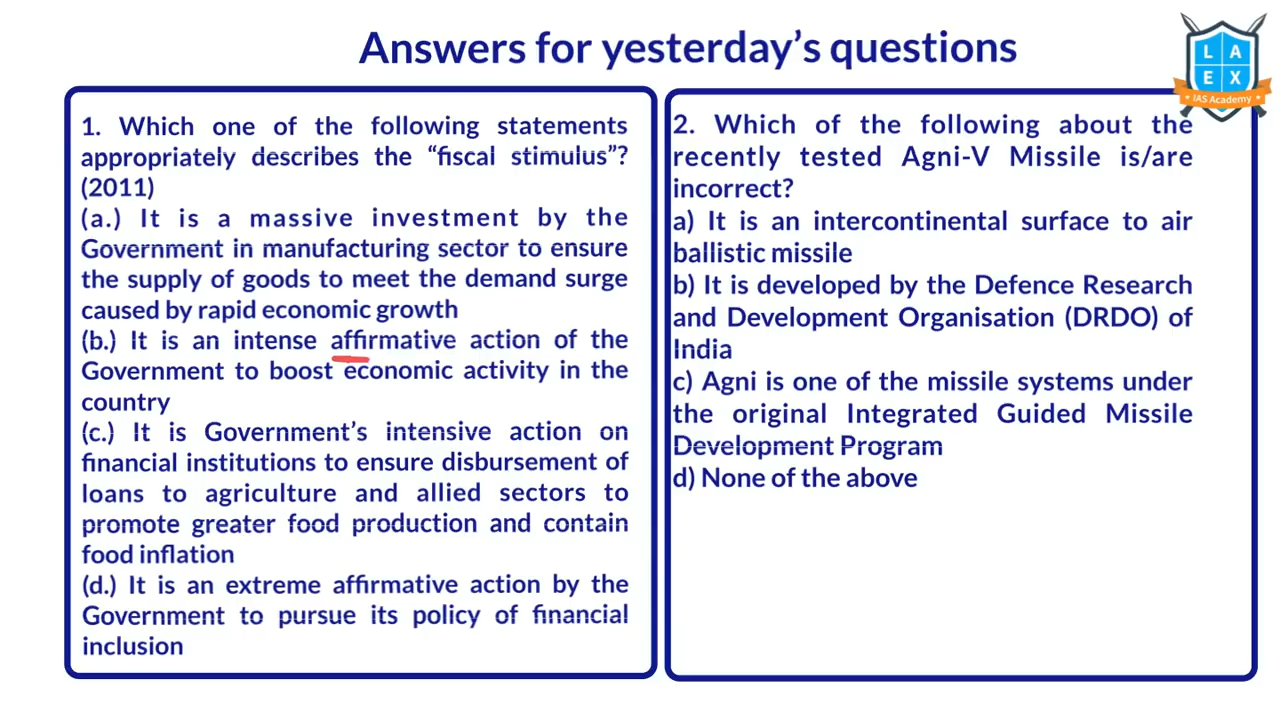 Answers for yesterday's questions
L A
E X
IAS Academy
1. Which one of the following statements
appropriately describes the “fiscal stimulus”?
(2011)
(a.) It is a massive investment by the
Government in manufacturing sector to ensure
the supply of goods to meet the demand surge
caused by rapid economic growth
(b.) It is an intense affirmative action of the
Government to boost economic activity in the
country
(c.) It is Government’s intensive action on
financial institutions to ensure disbursement of
loans to agriculture and allied sectors to
promote greater food production and contain
food inflation
(d.) It is an extreme affirmative action by the
Government to pursue its policy of financial
inclusion
2. Which of the following about the
recently tested Agni-V Missile is/are
incorrect?
a) It is an intercontinental surface to air
ballistic missile
b) It is developed by the Defence Research
and Development Organisation (DRDO) of
India
c) Agni is one of the missile systems under
the original Integrated Guided Missile
Development Program
d) None of the above